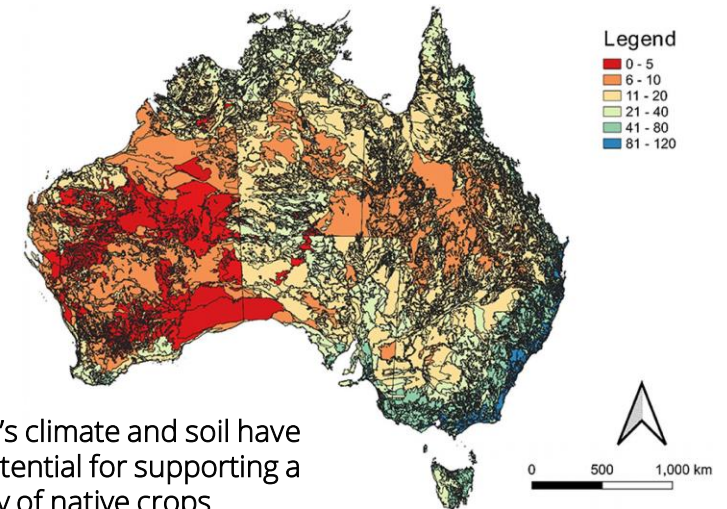 Legend
0 - 5
6 - 10
11 - 20
21 - 40
41 - 80
81 - 120
's climate and soil have
tential for supporting a
y of native crops
0 500 1,000 km